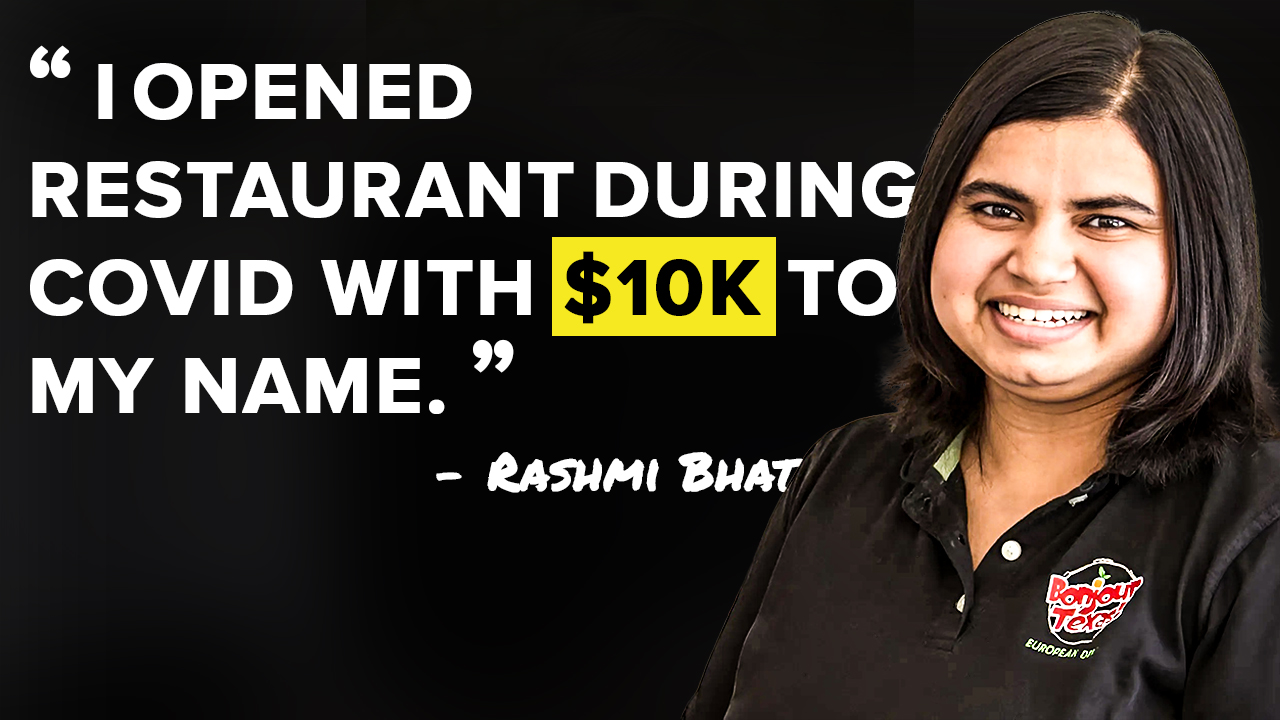 “ I OPENED
RESTAURANT DURING
COVID WITH $10K TO
MY NAME. ”
- RASHMI BHAT
Bonjour
Texas
EUROPEAN